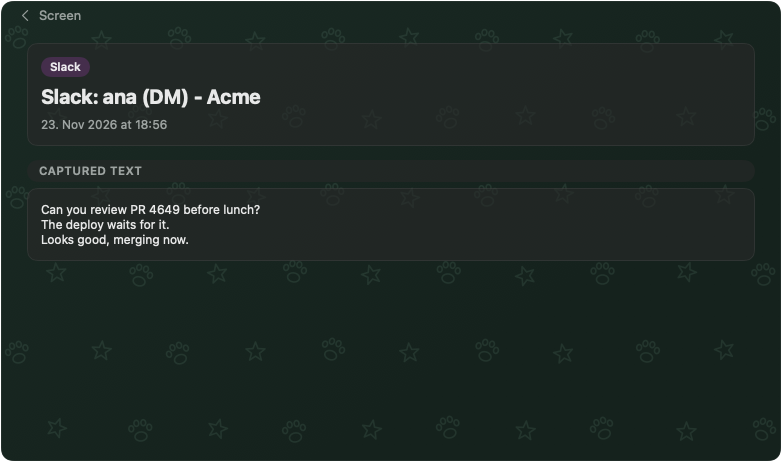 Screen
Slack
Slack: ana (DM) - Acme
23. Nov 2026 at 18:56
CAPTURED TEXT
Can you review PR 4649 before lunch?
The deploy waits for it.
Looks good, merging now.